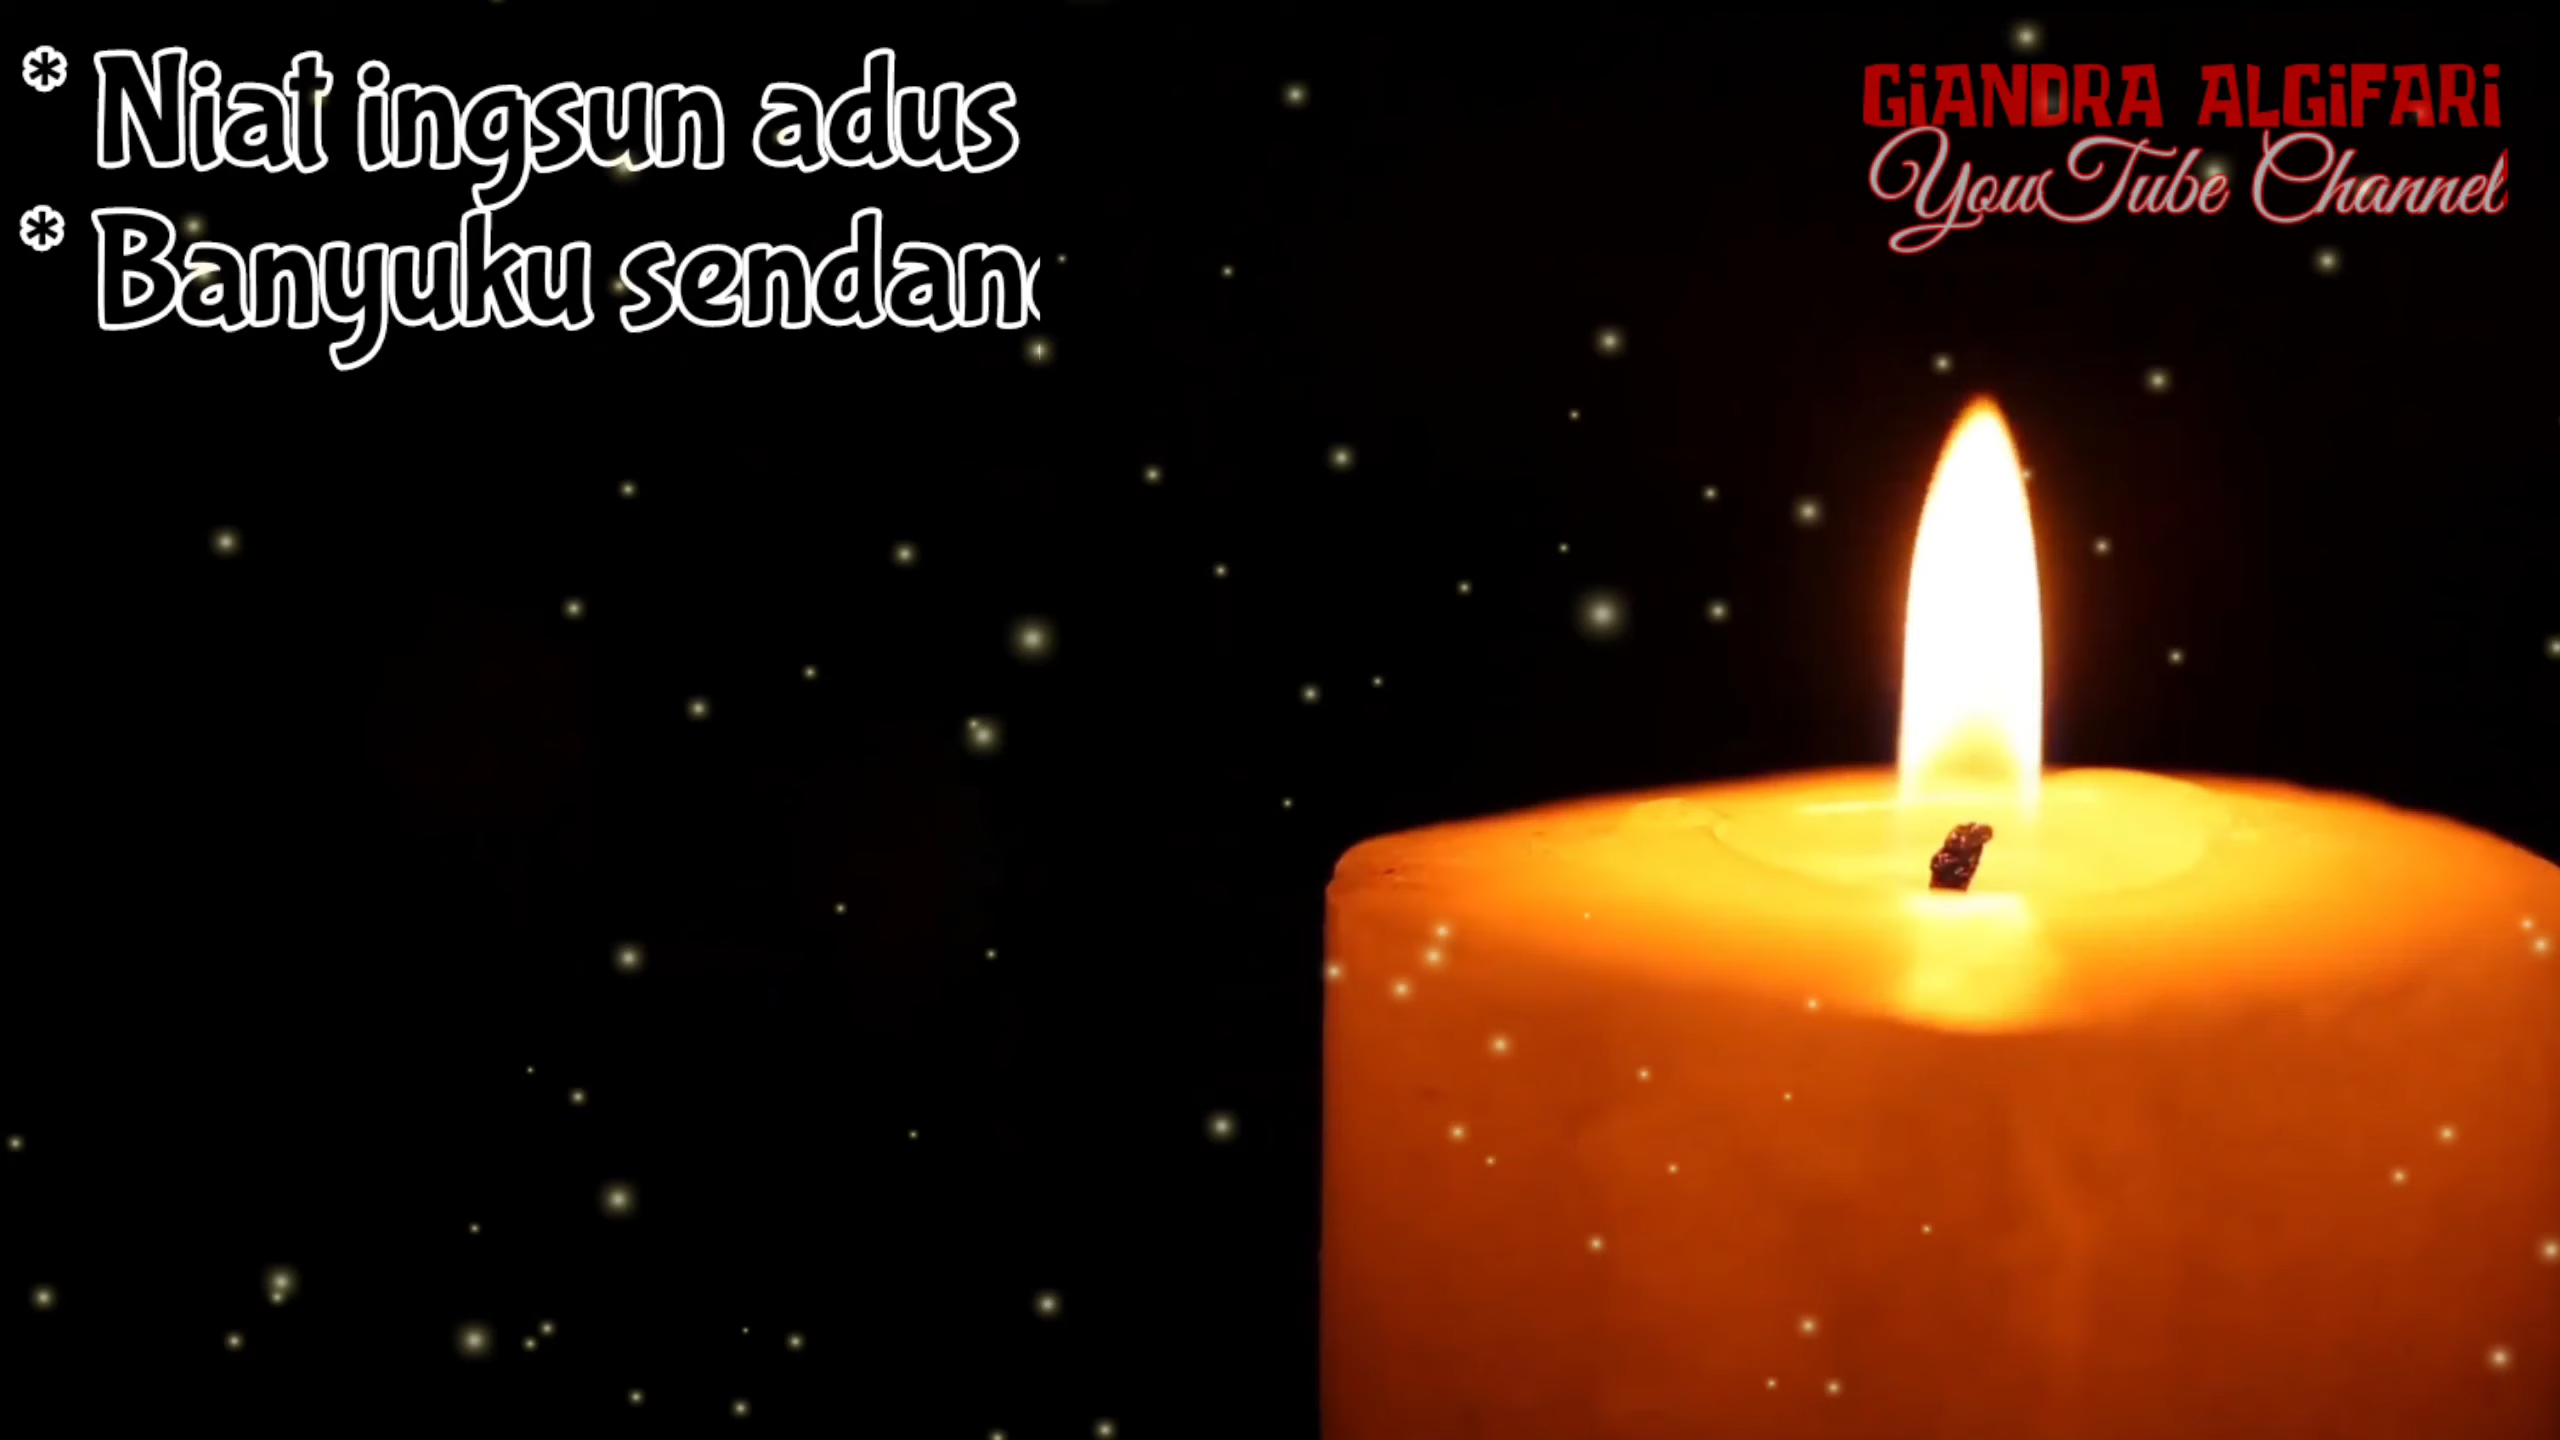 * Niat ingsun adus
* Banyuku sendan
GiANDRA ALGiFARi
YouTube Channel